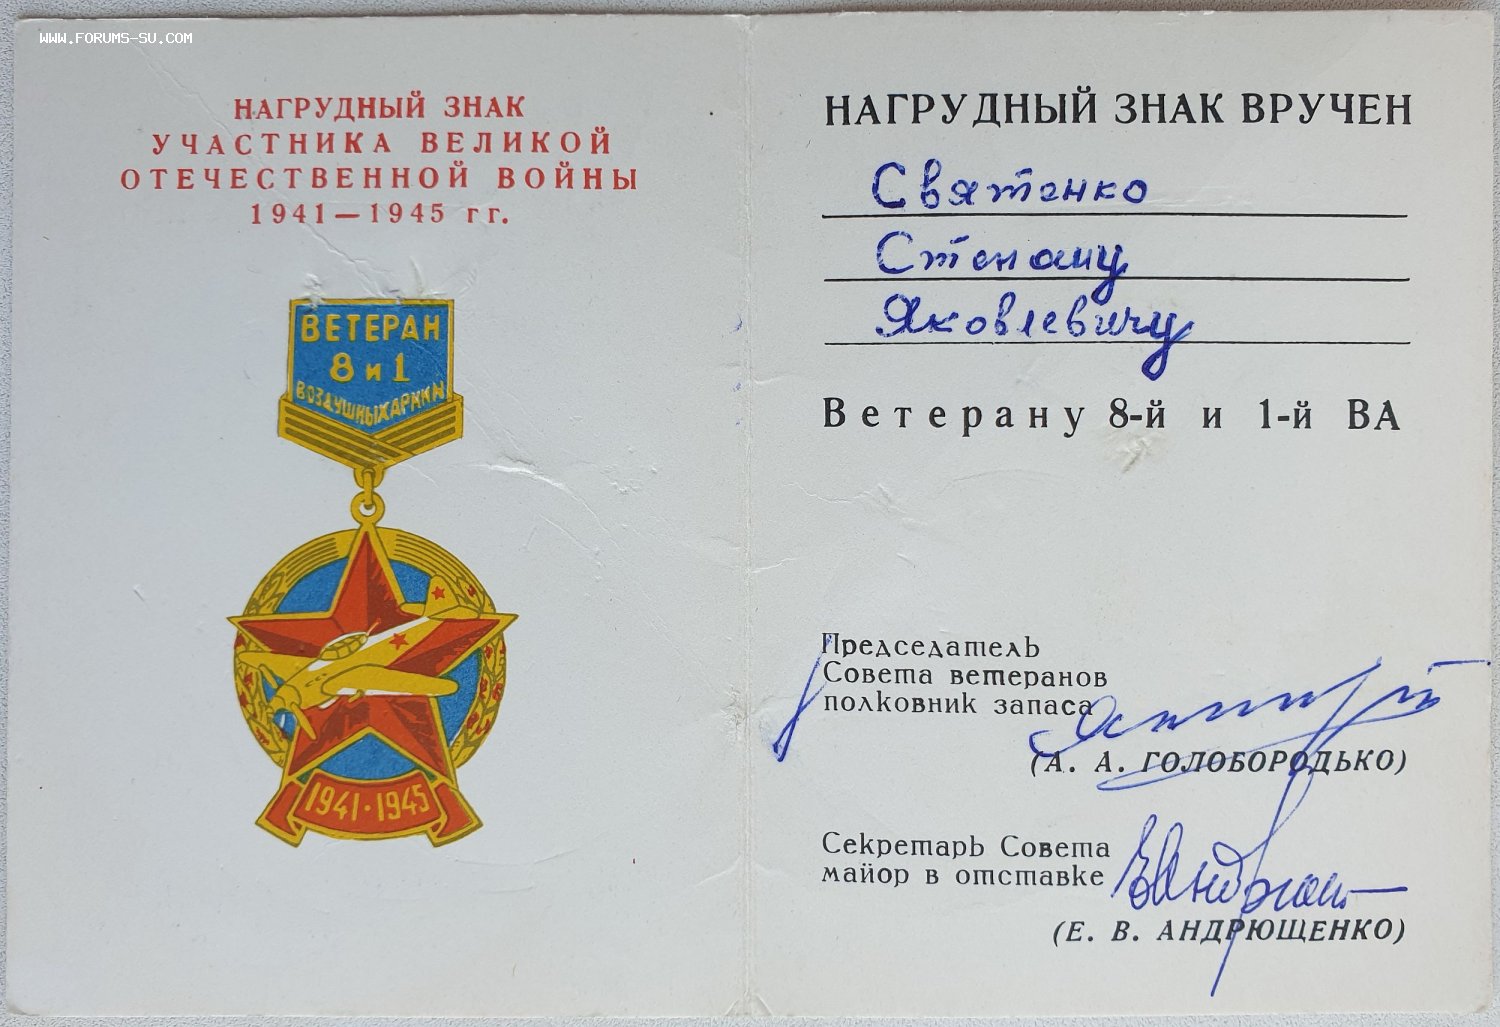 www.forums-su.com
НАГРУДНЫЙ ЗНАК
УЧАСТНИКА ВЕЛИКОЙ
ОТЕЧЕСТВЕННОЙ ВОЙНЫ
1941—1945 гг.
ВЕТЕРАН
8 и 1
ВОЗДУШНЫХ АРМИЙ
1941·1945
НАГРУДНЫЙ ЗНАК ВРУЧЕН
Святенко
Степану
Яковлевичу
Ветерану 8-й и 1-й ВА
Председатель
Совета ветеранов
полковник запаса
(А. А. ГОЛОБОРОДЬКО)
Секретарь Совета
майор в отставке
(Е. В. АНДРЮЩЕНКО)